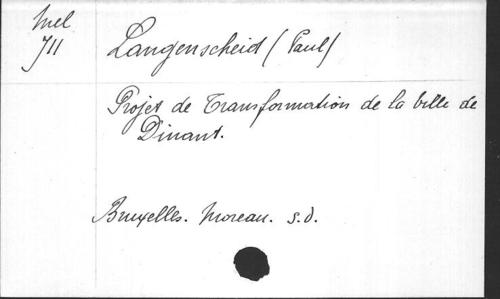 Mel
711
Langenscheid (Paul)
Projet de Transformation de la ville de
Dinant.
Bruxelles. Moreau. s.d.